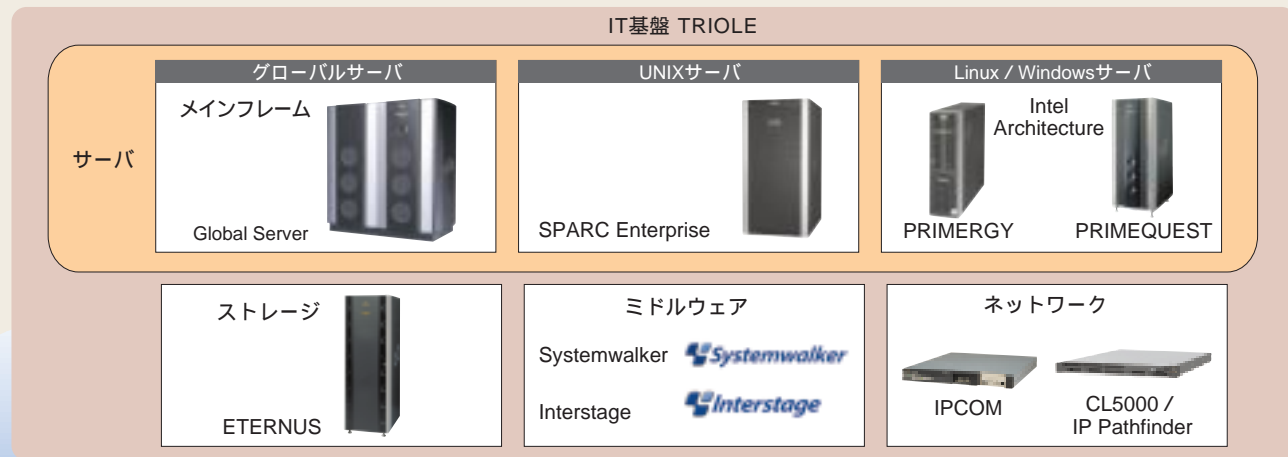 IT基盤 TRIOLE
サーバ
グローバルサーバ
メインフレーム
Global Server
UNIXサーバ
SPARC Enterprise
Linux / Windowsサーバ
Intel
Architecture
PRIMERGY
PRIMEQUEST
ストレージ
ETERNUS
ミドルウェア
Systemwalker
Systemwalker
Interstage
Interstage
ネットワーク
IPCOM
CL5000 /
IP Pathfinder